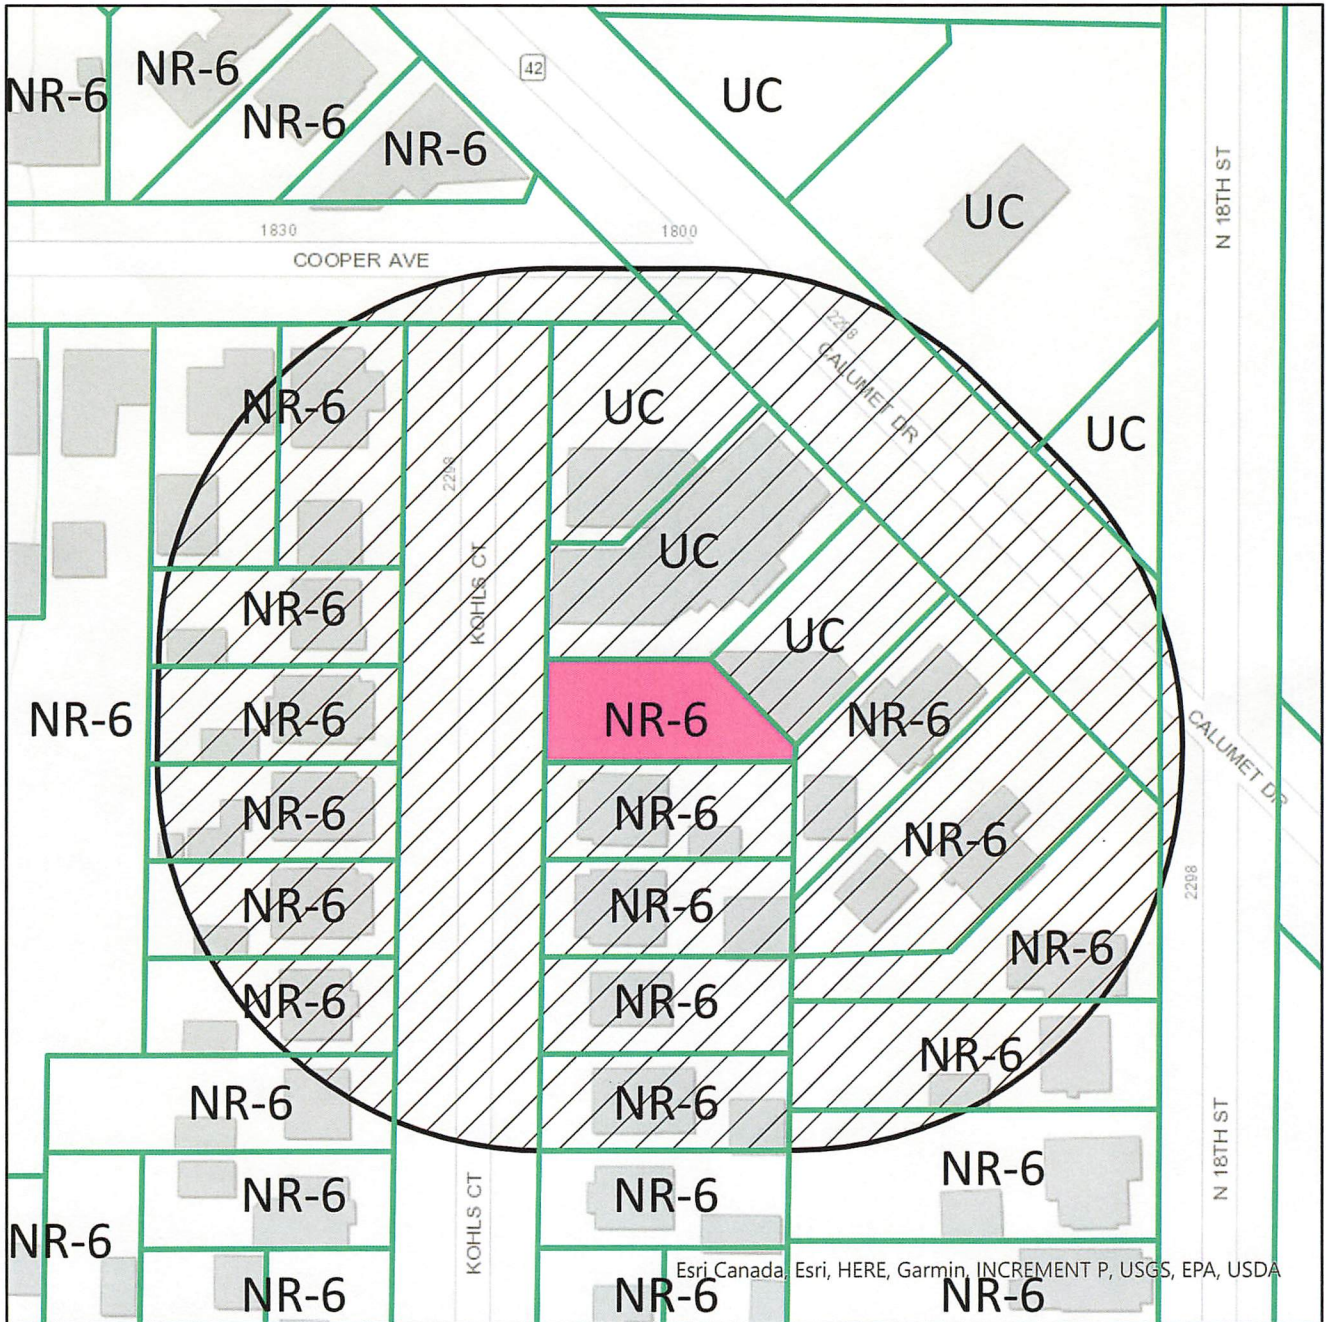 NR-6
NR-6
NR-6
NR-6
42
UC
UC
N 18TH ST
1830
1800
COOPER AVE
2298
CALUMET DR
NR-6
UC
UC
2298
KOHLS CT
UC
NR-6
UC
NR-6
NR-6
NR-6
NR-6
CALUMET DR
NR-6
NR-6
NR-6
2298
NR-6
NR-6
NR-6
NR-6
NR-6
NR-6
NR-6
NR-6
N 18TH ST
KOHLS CT
NR-6
NR-6
NR-6
NR-6
Esri Canada, Esri, HERE, Garmin, INCREMENT P, USGS, EPA, USDA
NR-6
NR-6
NR-6